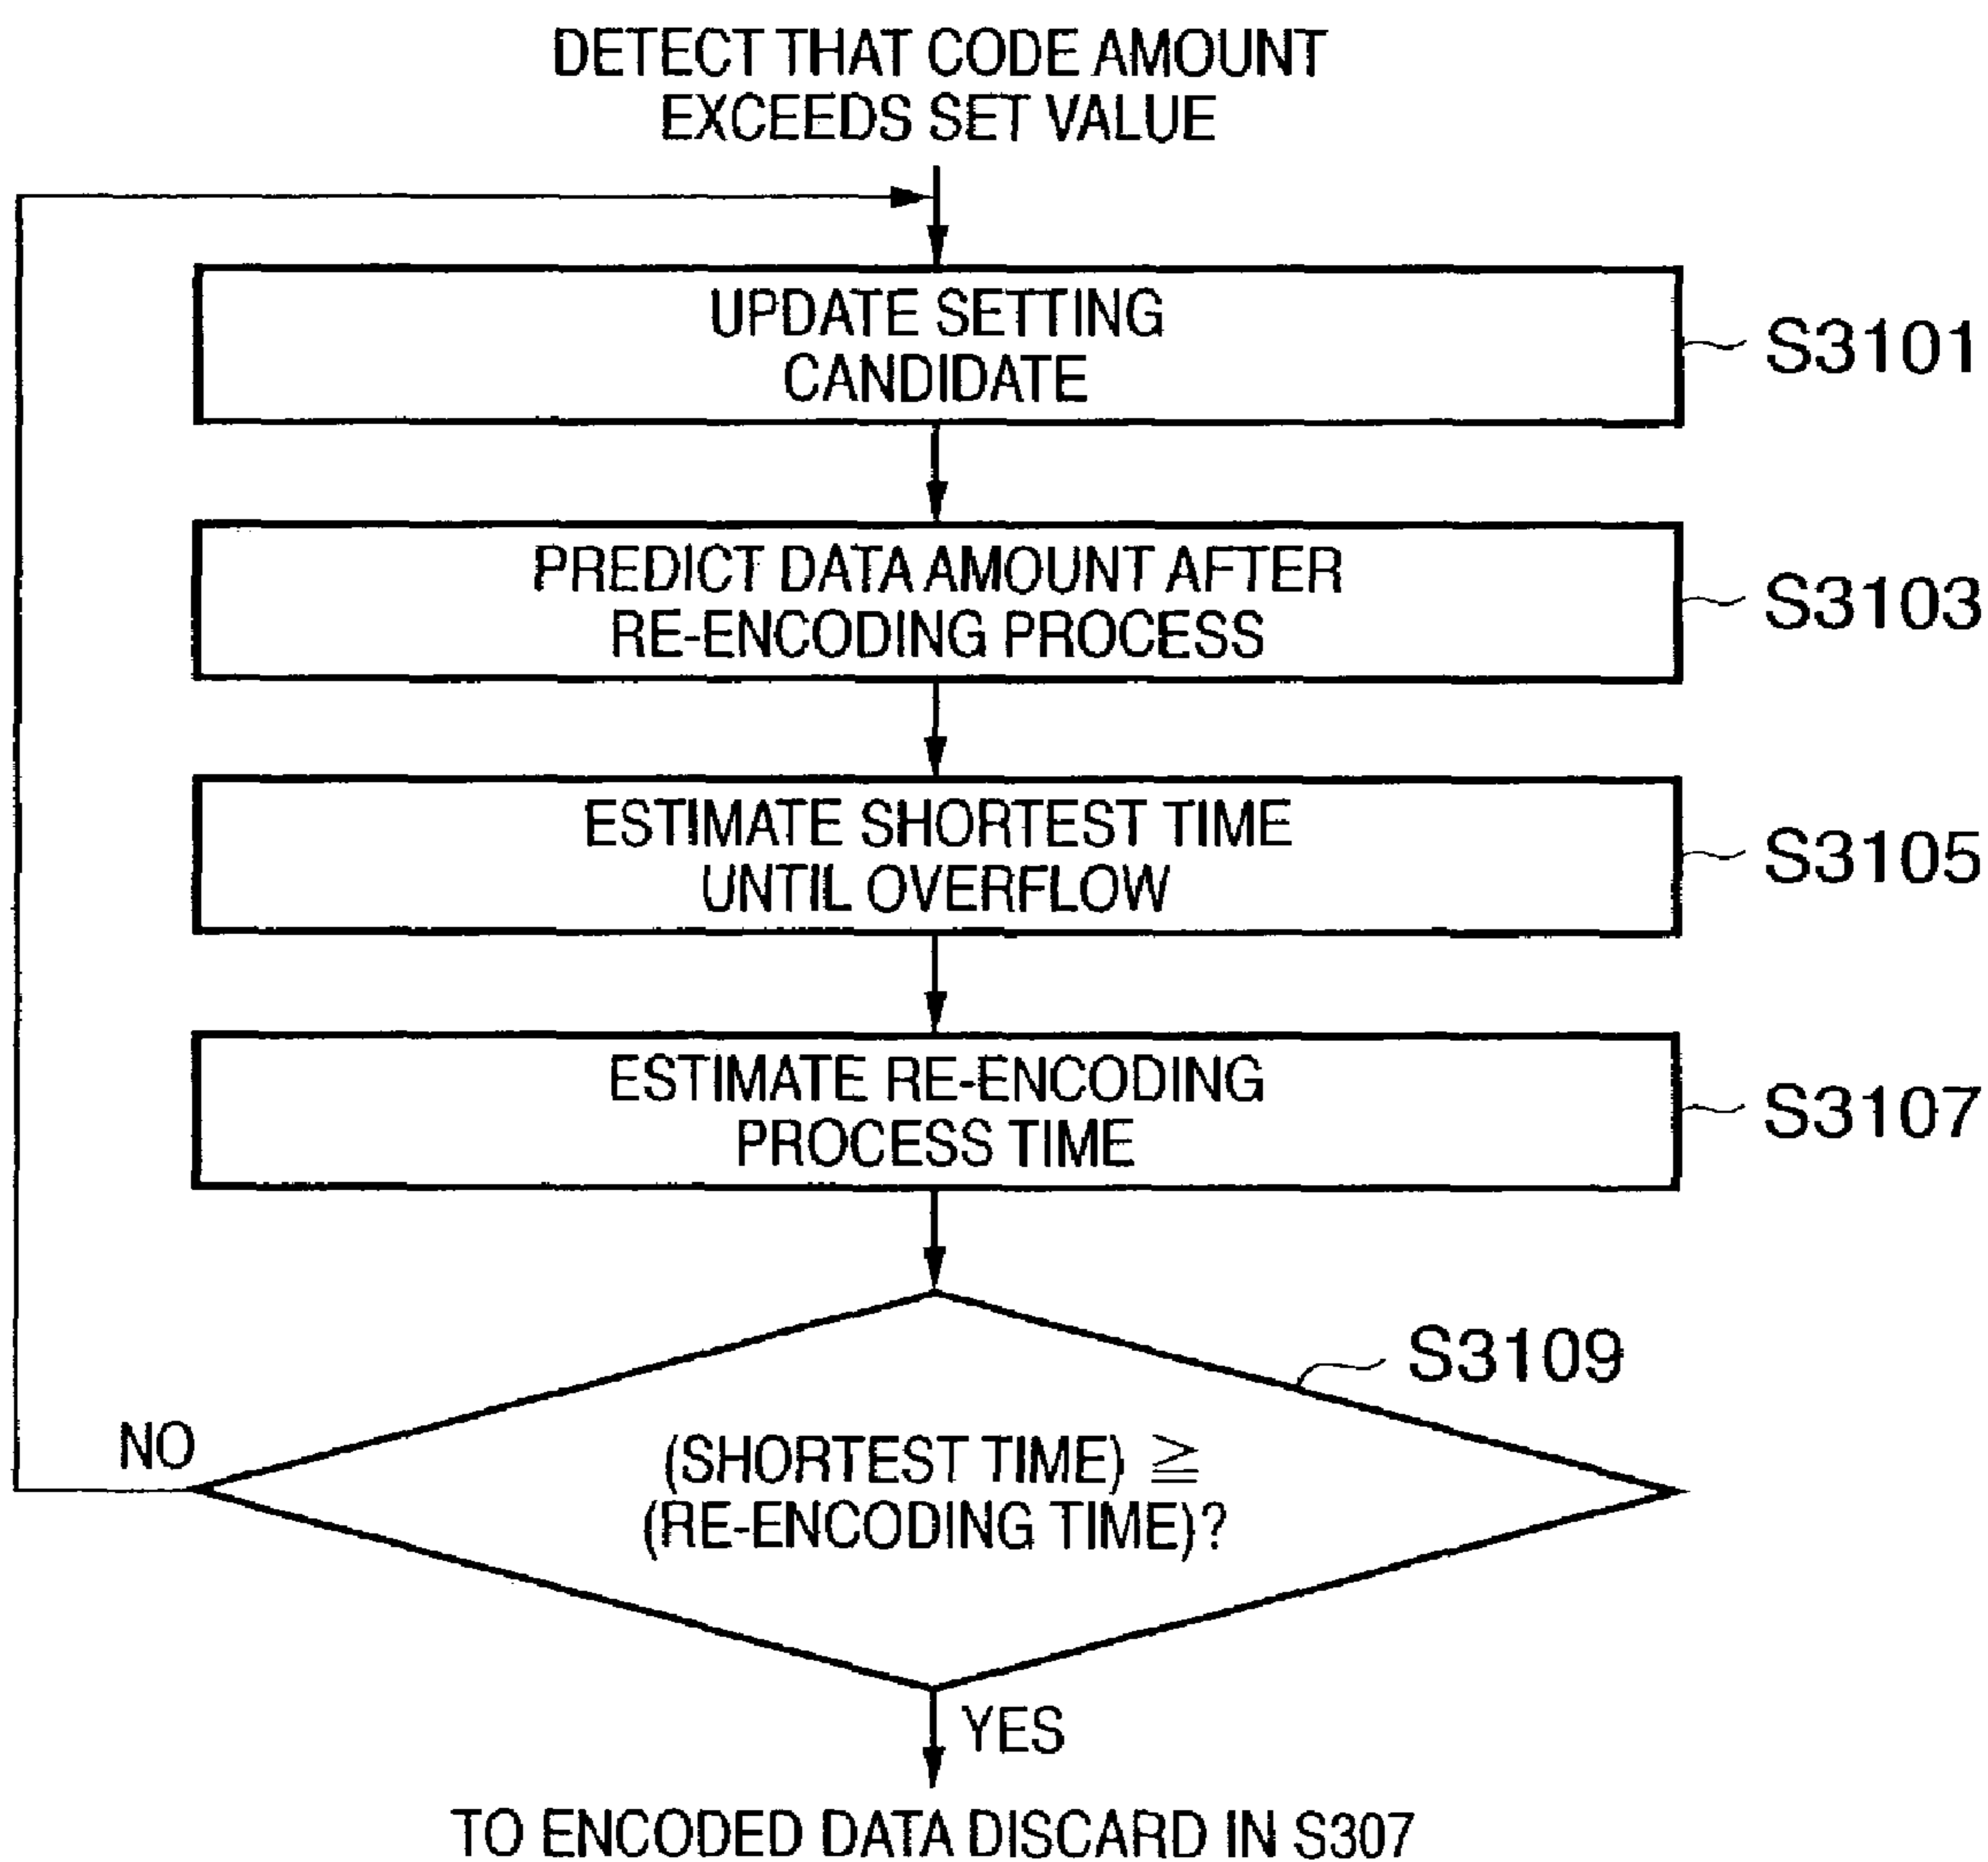 DETECT THAT CODE AMOUNT
EXCEEDS SET VALUE
UPDATE SETTING
CANDIDATE
S3101
PREDICT DATA AMOUNT AFTER
RE-ENCODING PROCESS
S3103
ESTIMATE SHORTEST TIME
UNTIL OVERFLOW
S3105
ESTIMATE RE-ENCODING
PROCESS TIME
S3107
S3109
NO
(SHORTEST TIME) ≧
(RE-ENCODING TIME)?
YES
TO ENCODED DATA DISCARD IN S307